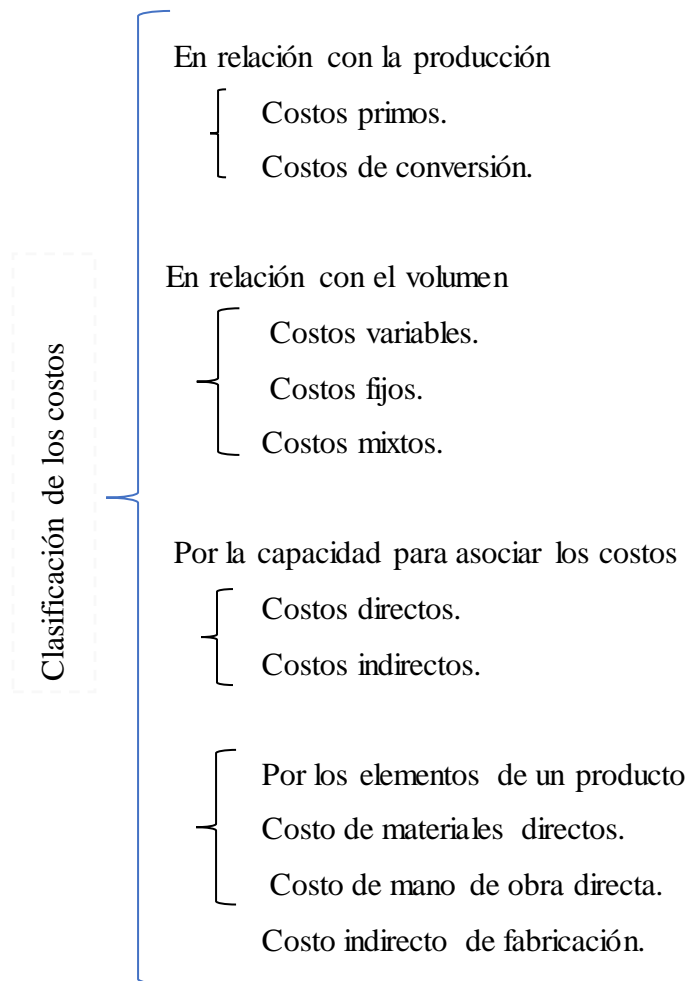 Clasificación de los costos
En relación con la producción
Costos primos.
Costos de conversión.
En relación con el volumen
Costos variables.
Costos fijos.
Costos mixtos.
Por la capacidad para asociar los costos
Costos directos.
Costos indirectos.
Por los elementos de un producto
Costo de materiales directos.
Costo de mano de obra directa.
Costo indirecto de fabricación.